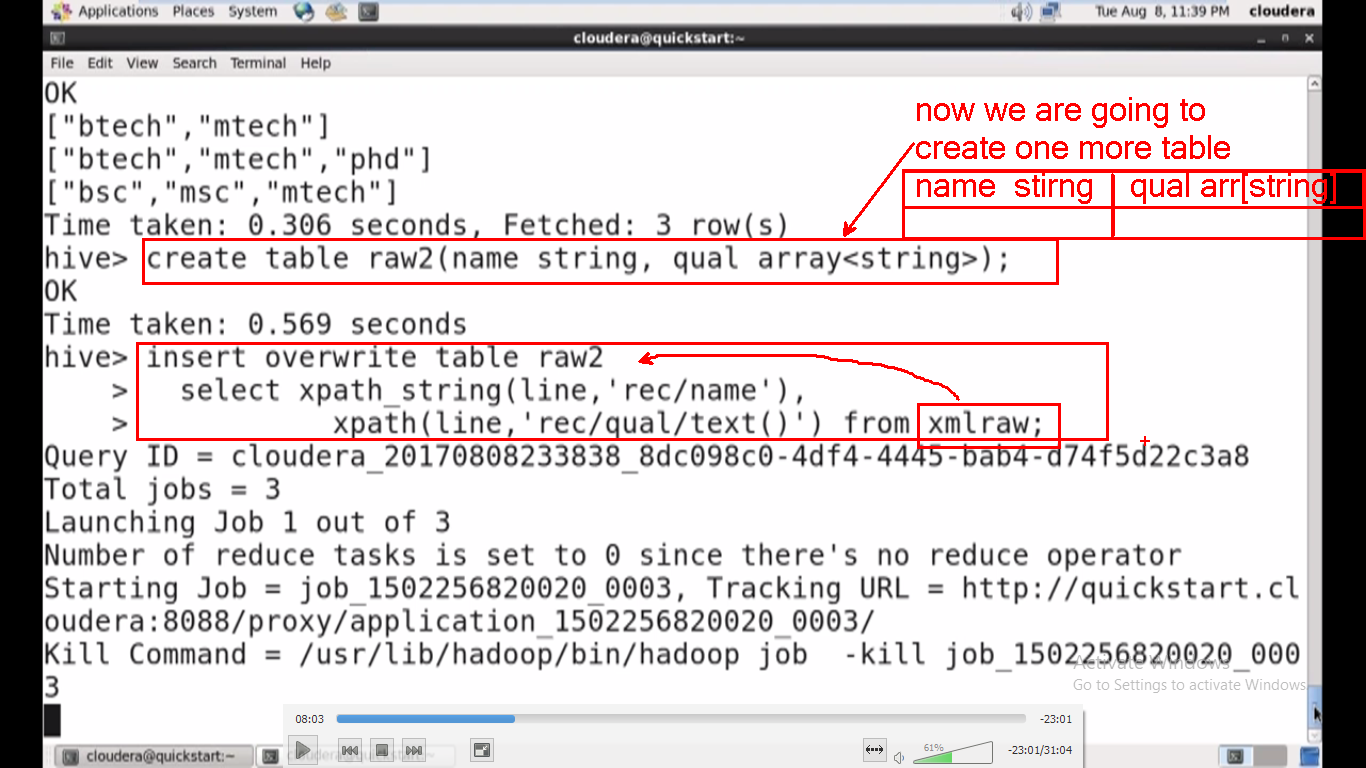 Applications Places System Tue Aug 8, 11:39 PM cloudera
cloudera@quickstart:~
File Edit View Search Terminal Help
OK
["btech","mtech"]
["btech","mtech","phd"]
["bsc","msc","mtech"]
Time taken: 0.306 seconds, Fetched: 3 row(s)
now we are going to
create one more table
name stirng qual arr[string]
hive> create table raw2(name string, qual array<string>);
OK
Time taken: 0.569 seconds
hive> insert overwrite table raw2
> select xpath_string(line,'rec/name'),
> xpath(line,'rec/qual/text()') from xmlraw;
Query ID = cloudera_20170808233838_8dc098c0-4df4-4445-bab4-d74f5d22c3a8
Total jobs = 3
Launching Job 1 out of 3
Number of reduce tasks is set to 0 since there's no reduce operator
Starting Job = job_1502256820020_0003, Tracking URL = http://quickstart.cl
oudera:8088/proxy/application_1502256820020_0003/
Kill Command = /usr/lib/hadoop/bin/hadoop job -kill job_1502256820020_000
3
Activate Windows
Go to Settings to activate Windows.
08:03 -23:01
61% -23:01/31:04
cloudera@quickstart:~ cloudera@quickstart:~